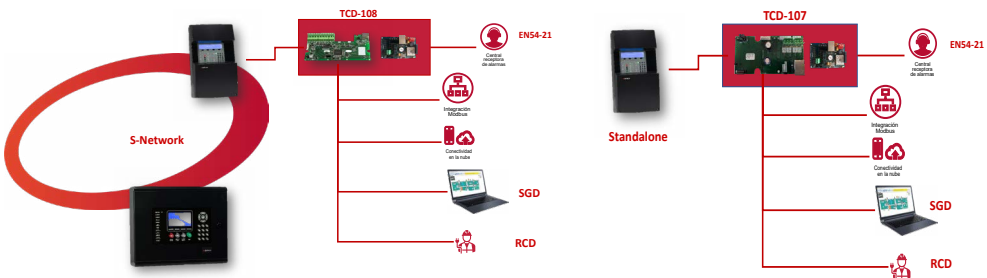 TCD-108
EN54-21
Central
receptora
de alarmas
S-Network
Integración
Modbus
Conectividad
en la nube
SGD
RCD
TCD-107
EN54-21
Central
receptora
de alarmas
Standalone
Integración
Modbus
Conectividad
en la nube
SGD
RCD